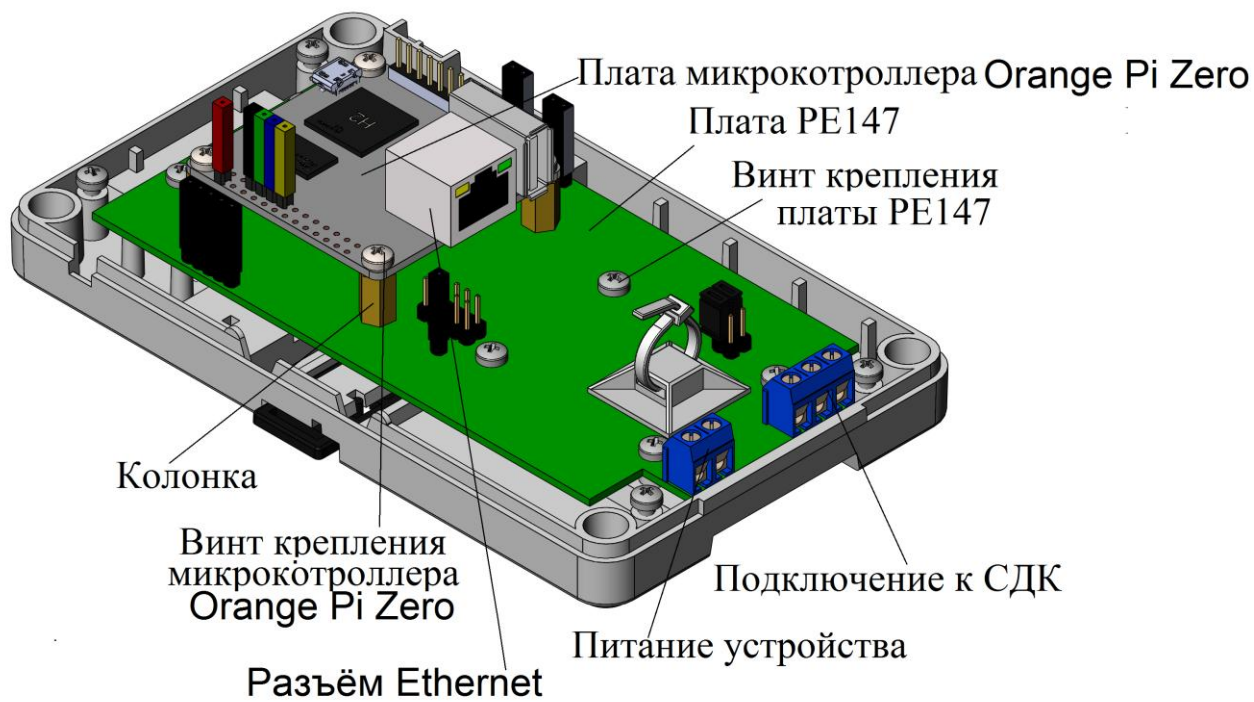 Плата микрокотроллера Orange Pi Zero
Плата PE147
Винт крепления
платы PE147
Колонка
Винт крепления
микрокотроллера
Orange Pi Zero
Подключение к СДК
Питание устройства
Разъём Ethernet
H2